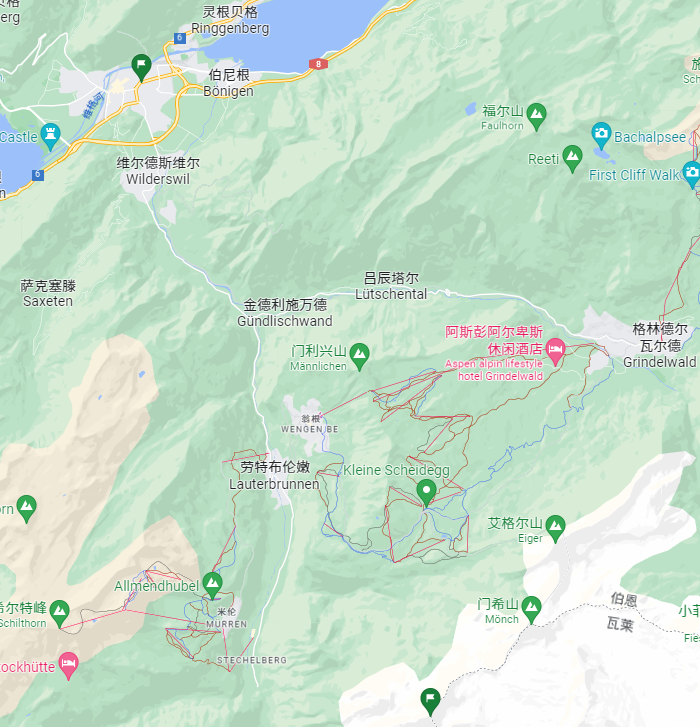 灵根贝格
Ringgenberg
6
8
伯尼根
Bönigen
福尔山
Faulhorn
Castle
Bachalpsee
维尔德斯维尔
Wilderswil
Reeti
6
First Cliff Walk
萨克塞滕
Saxeten
吕辰塔尔
Lütschental
金德利施万德
Gündlischwand
格林德尔
瓦尔德
Grindelwald
阿斯彭阿尔卑斯
休闲酒店
Aspen alpin lifestyle
hotel Grindelwald
门利兴山
Männlichen
翁根
WENGEN BE
劳特布伦嫩
Lauterbrunnen
Kleine Scheidegg
艾格尔山
Eiger
Allmendhubel
希尔特峰
Schilthorn
米伦
MURREN
门希山
Mönch
伯恩
瓦莱
STECHELBERG
ockhütte